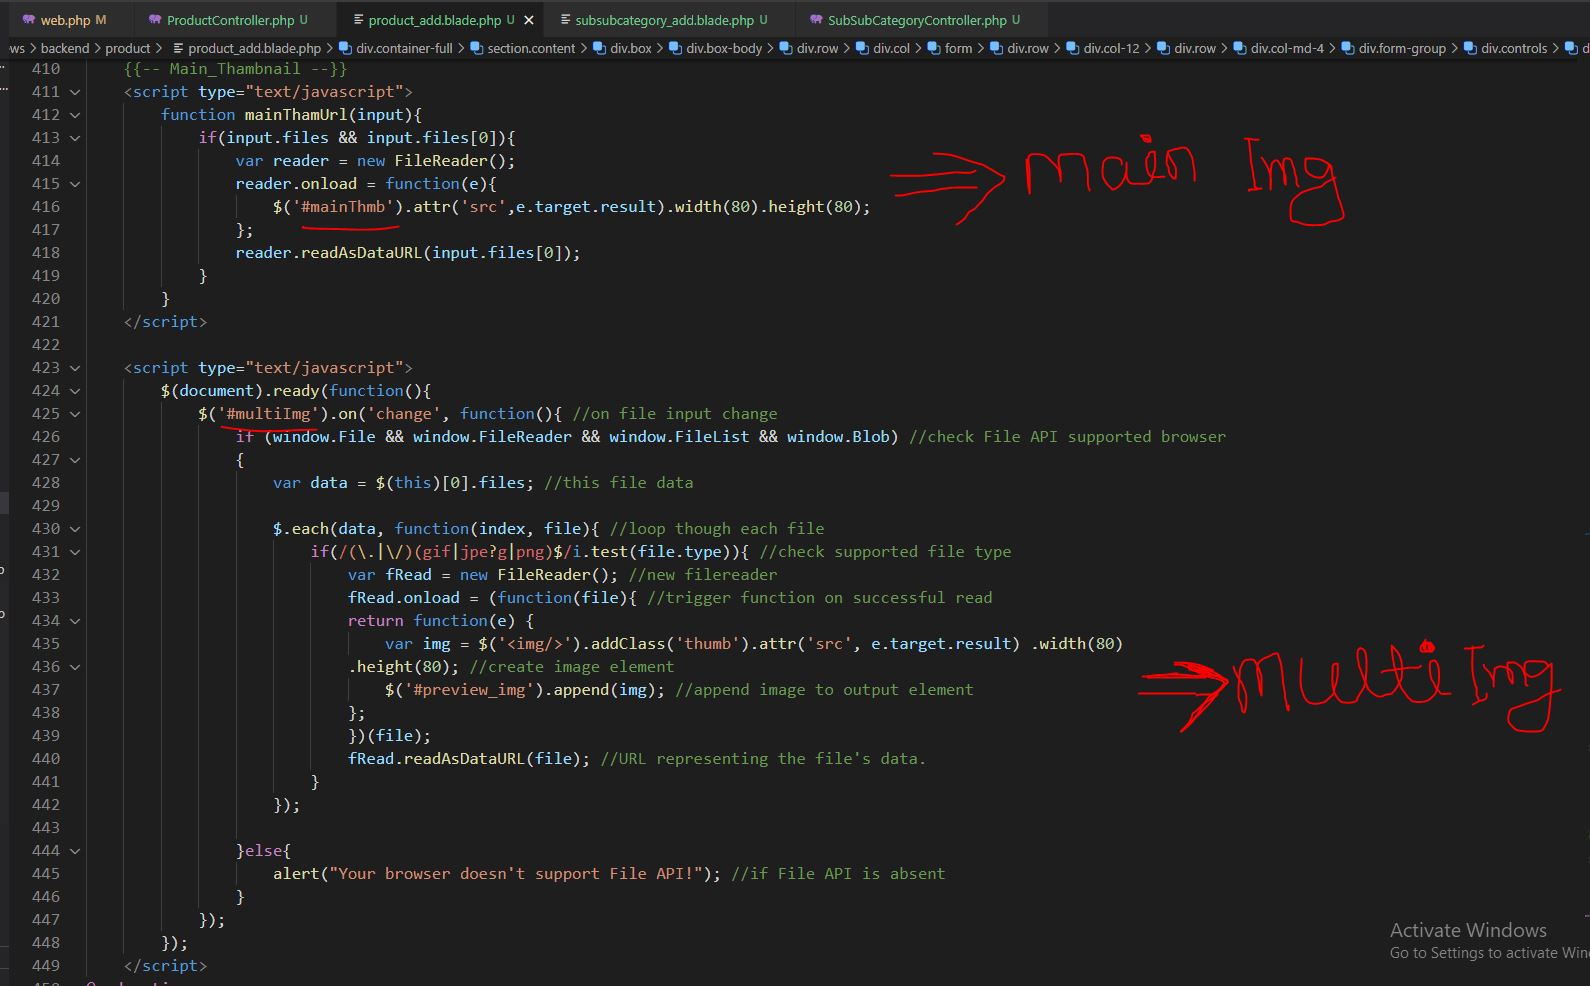 web.php M ProductController.php U product_add.blade.php U × subsubcategory_add.blade.php U SubSubCategoryController.php U
ws > backend > product > product_add.blade.php > div.container-full > section.content > div.box > div.box-body > div.row > div.col > form > div.row > div.col-12 > div.row > div.col-md-4 > div.form-group > div.controls > d
410 {{-- Main_Thambnail --}}
411 <script type="text/javascript">
412 function mainThamUrl(input){
413 if(input.files && input.files[0]){
414 var reader = new FileReader();
415 reader.onload = function(e){
416 $('#mainThmb').attr('src',e.target.result).width(80).height(80);
417 };
418 reader.readAsDataURL(input.files[0]);
419 }
420 }
421 </script>
Main Img
422
423 <script type="text/javascript">
424 $(document).ready(function(){
425 $('#multiImg').on('change', function(){ //on file input change
426 if (window.File && window.FileReader && window.FileList && window.Blob) //check File API supported browser
427 {
428 var data = $(this)[0].files; //this file data
429
430 $.each(data, function(index, file){ //loop though each file
431 if(/(\.|\/)(gif|jpe?g|png)$/i.test(file.type)){ //check supported file type
432 var fRead = new FileReader(); //new filereader
433 fRead.onload = (function(file){ //trigger function on successful read
434 return function(e) {
435 var img = $('<img/>').addClass('thumb').attr('src', e.target.result) .width(80)
436 .height(80); //create image element
437 $('#preview_img').append(img); //append image to output element
438 };
439 })(file);
440 fRead.readAsDataURL(file); //URL representing the file's data.
441 }
442 });
443
444 }else{
445 alert("Your browser doesn't support File API!"); //if File API is absent
446 }
447 });
448 });
449 </script>
Multi Img
Activate Windows
Go to Settings to activate Win